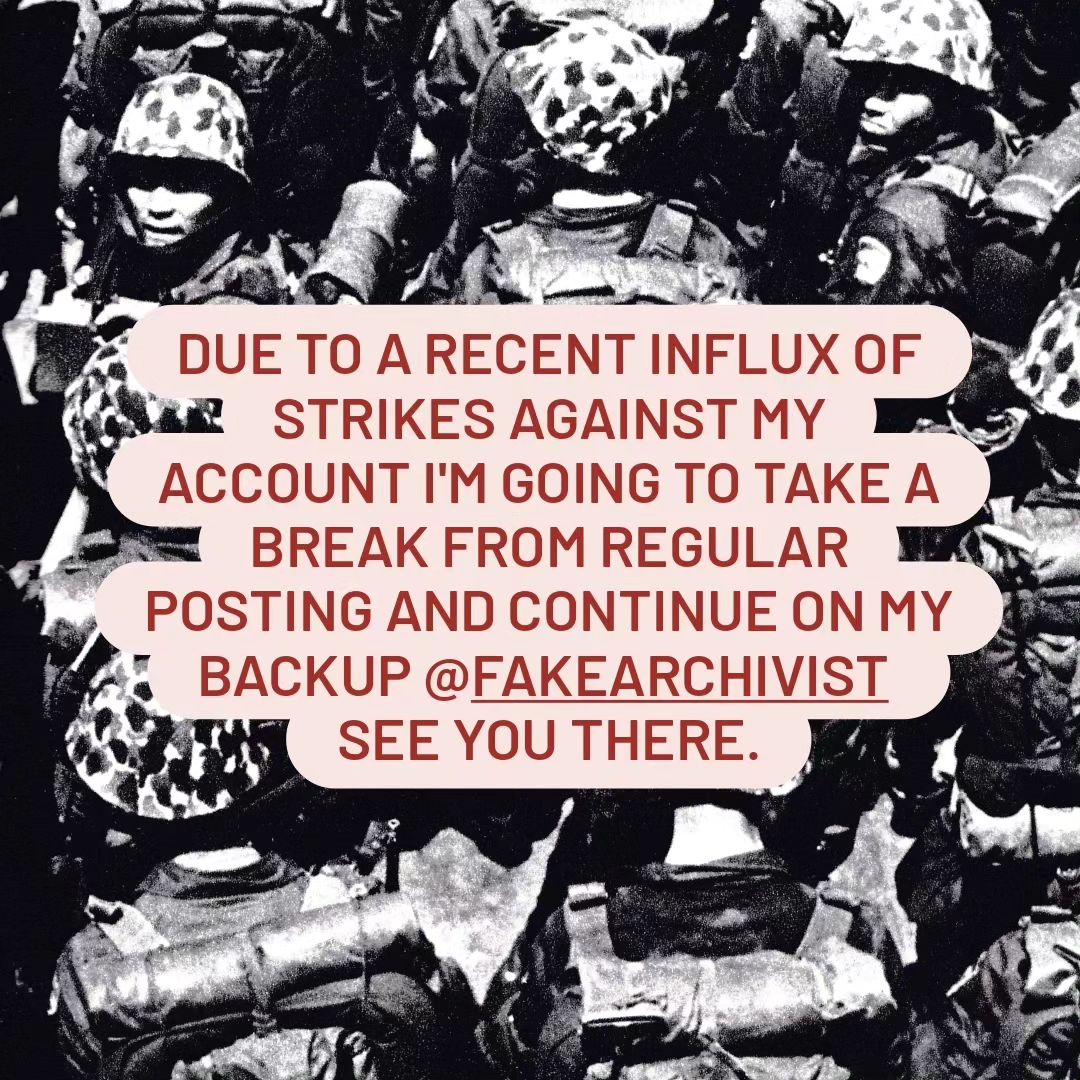 DUE TO A RECENT INFLUX OF
STRIKES AGAINST MY
ACCOUNT I'M GOING TO TAKE A
BREAK FROM REGULAR
POSTING AND CONTINUE ON MY
BACKUP @FAKEARCHIVIST
SEE YOU THERE.